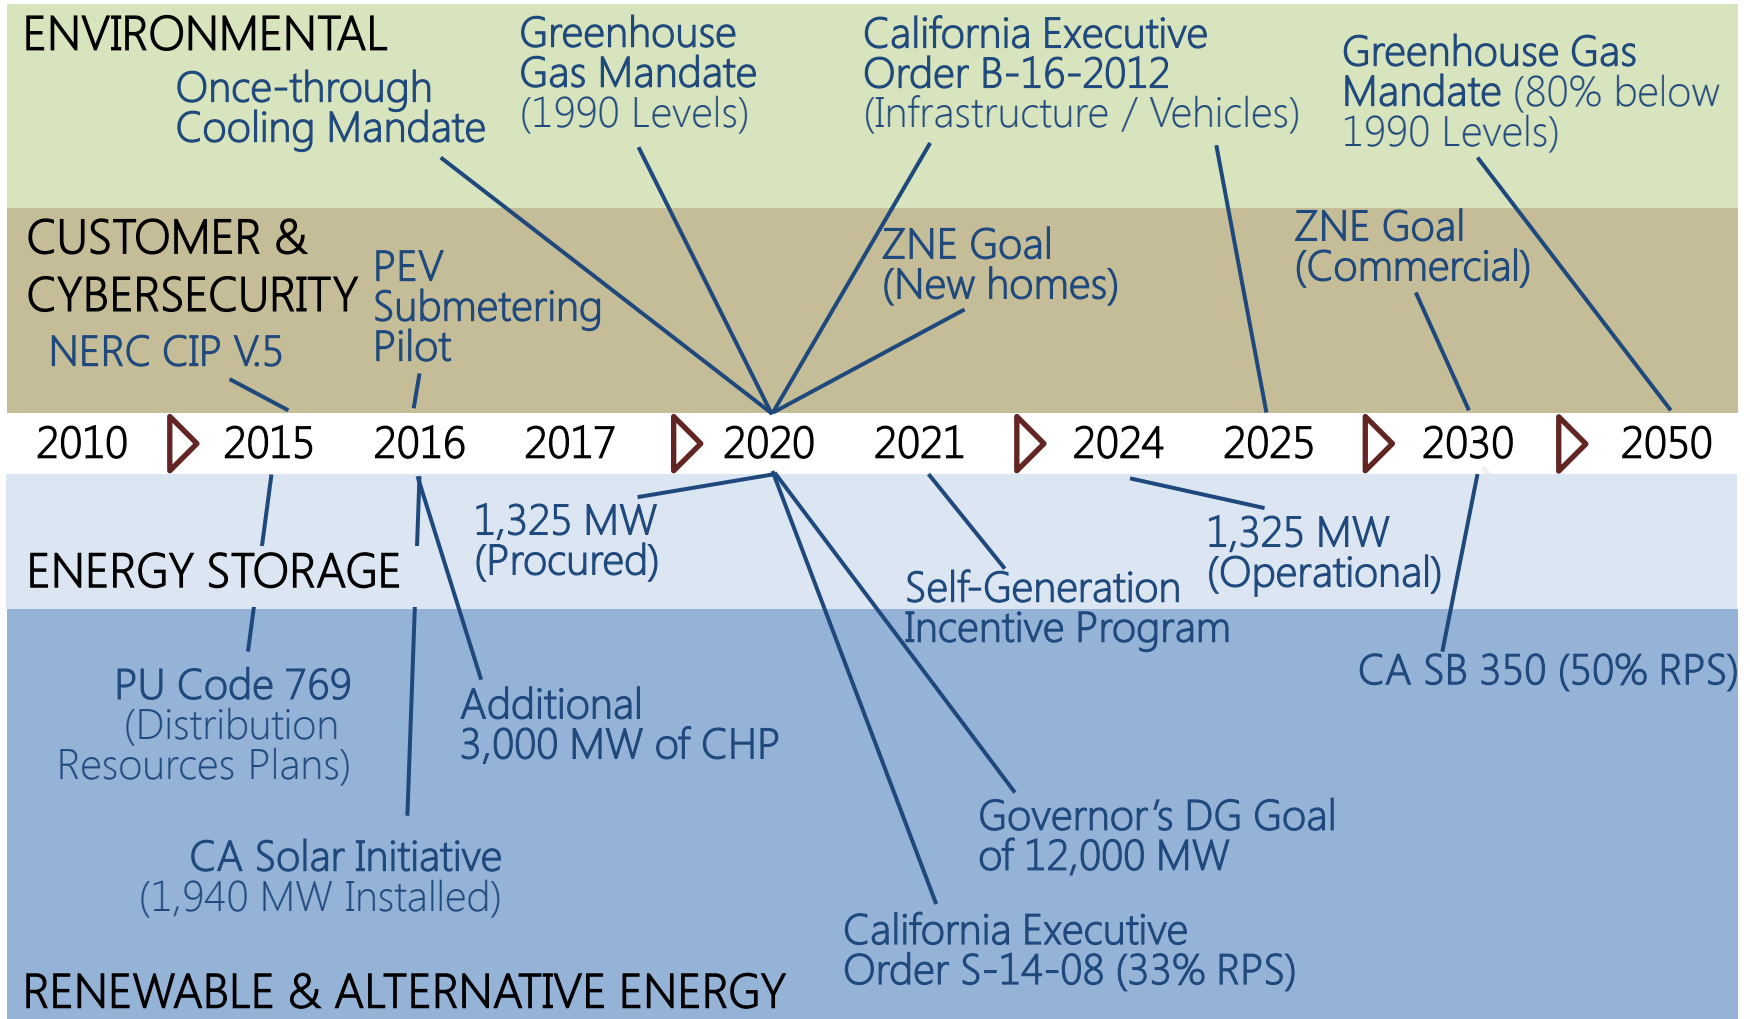 ENVIRONMENTAL
Once-through
Cooling Mandate
Greenhouse
Gas Mandate
(1990 Levels)
California Executive
Order B-16-2012
(Infrastructure / Vehicles)
Greenhouse Gas
Mandate (80% below
1990 Levels)
CUSTOMER &
CYBERSECURITY
NERC CIP V.5
PEV
Submetering
Pilot
ZNE Goal
(New homes)
ZNE Goal
(Commercial)
2010 2015 2016 2017 2020 2021 2024 2025 2030 2050
ENERGY STORAGE
1,325 MW
(Procured)
Self-Generation
Incentive Program
1,325 MW
(Operational)
PU Code 769
(Distribution
Resources Plans)
Additional
3,000 MW of CHP
CA SB 350 (50% RPS)
CA Solar Initiative
(1,940 MW Installed)
Governor's DG Goal
of 12,000 MW
California Executive
Order S-14-08 (33% RPS)
RENEWABLE & ALTERNATIVE ENERGY